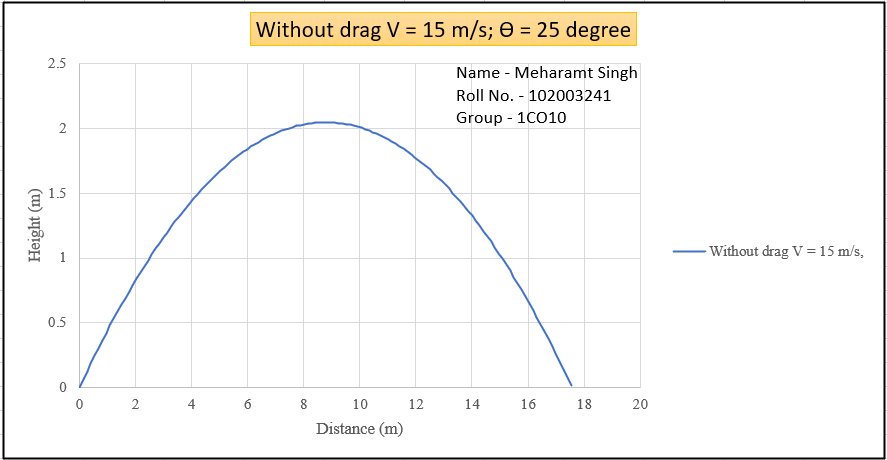 Without drag V = 15 m/s; Ɵ = 25 degree
Name - Meharamt Singh
Roll No. - 102003241
Group - 1CO10
2.5
2
1.5
1
0.5
0
Height (m)
0 2 4 6 8 10 12 14 16 18 20
Distance (m)
Without drag V = 15 m/s,